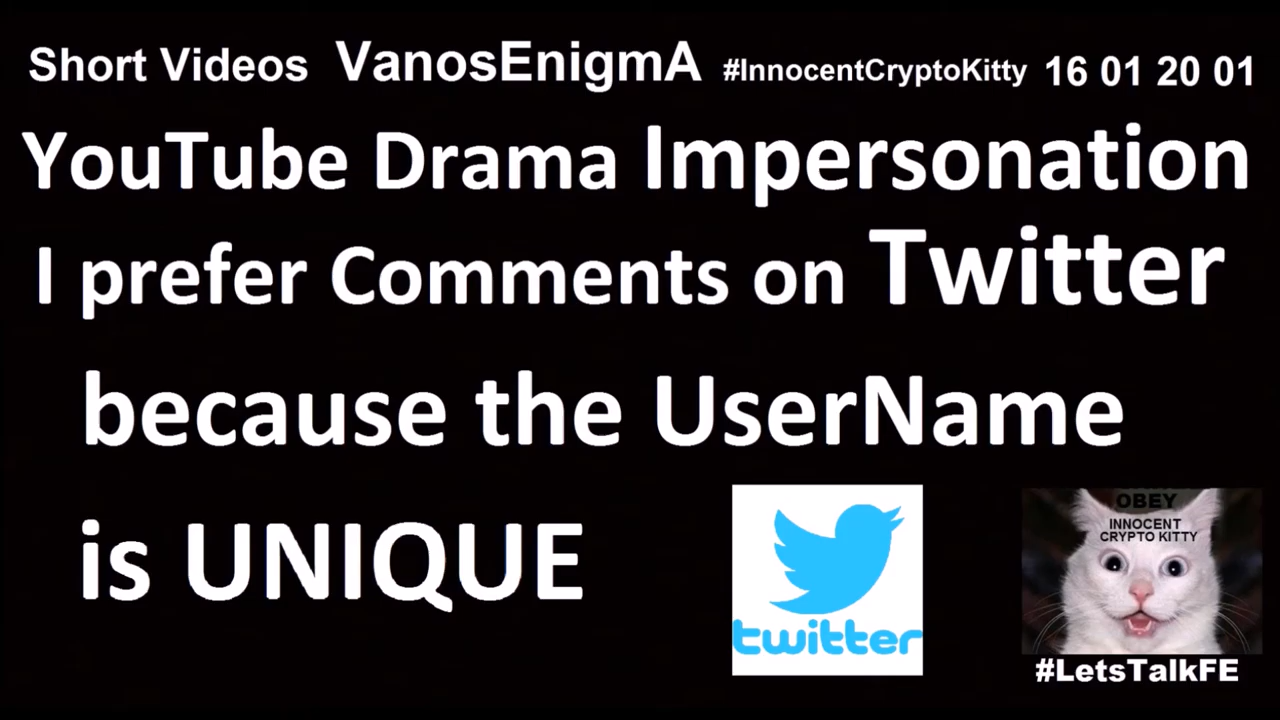 Short Videos VanosEnigmA #InnocentCryptoKitty 16 01 20 01
YouTube Drama Impersonation
I prefer Comments on Twitter
because the UserName
is UNIQUE
twitter
OBEY
INNOCENT
CRYPTO KITTY
#LetsTalkFE